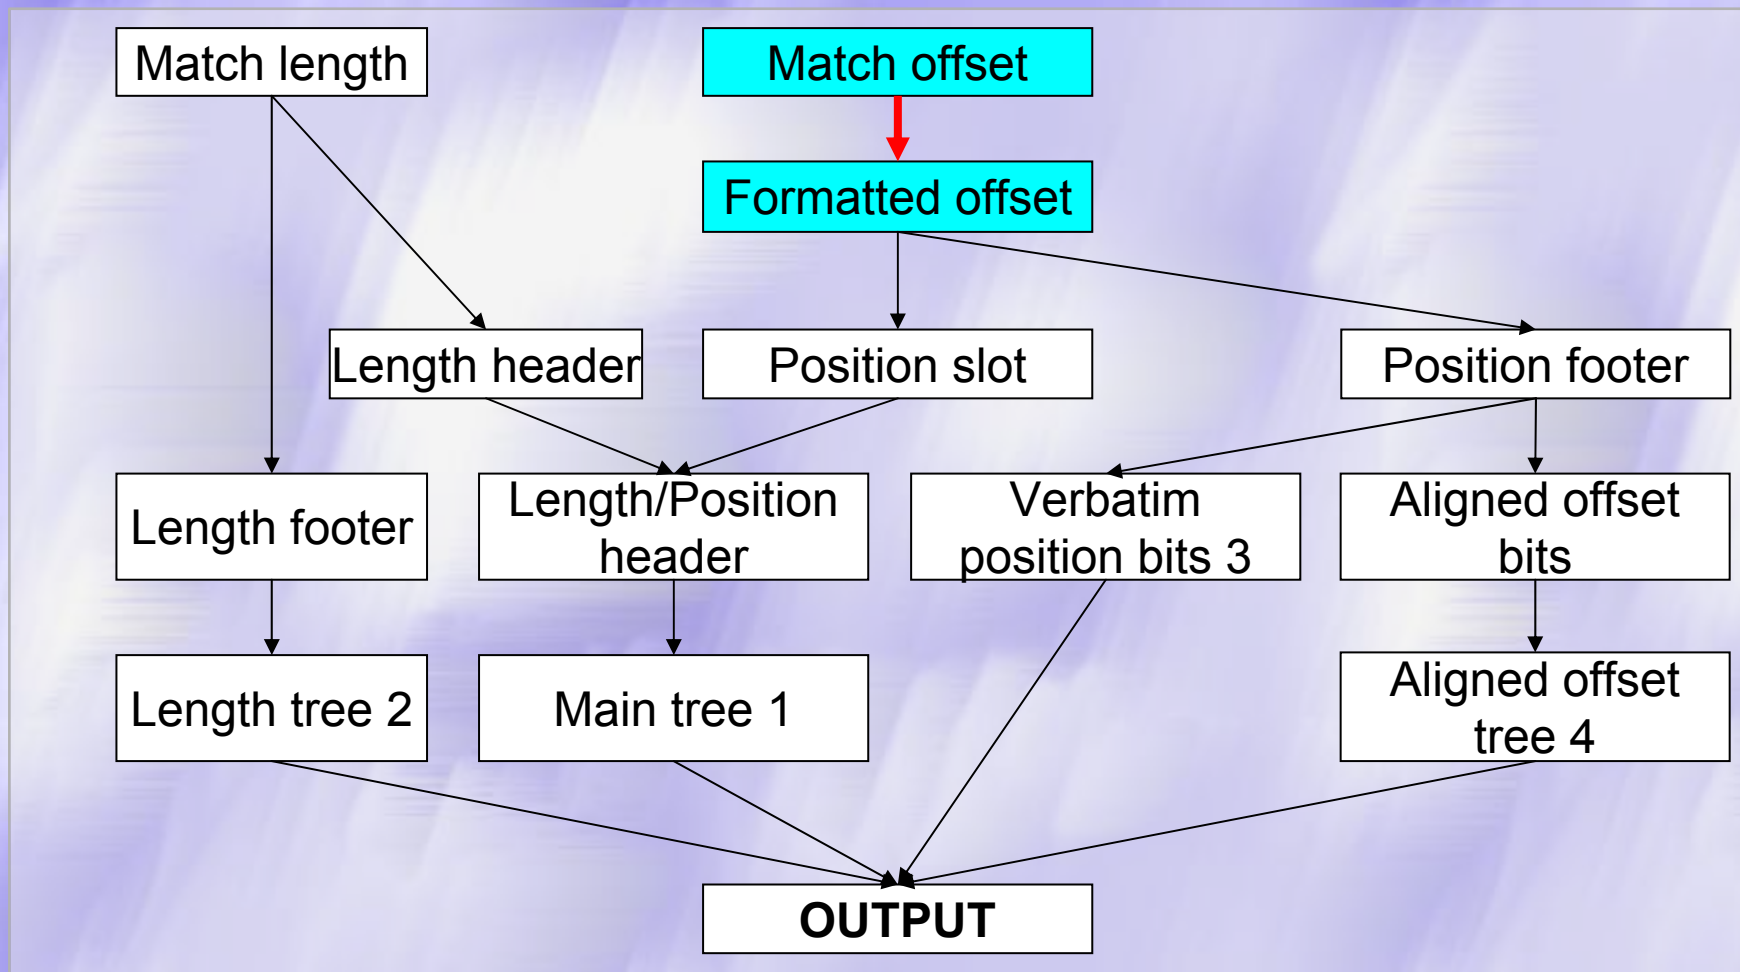 Match length
Match offset
Formatted offset
Length header
Position slot
Position footer
Length footer
Length/Position
header
Verbatim
position bits 3
Aligned offset
bits
Length tree 2
Main tree 1
Aligned offset
tree 4
OUTPUT